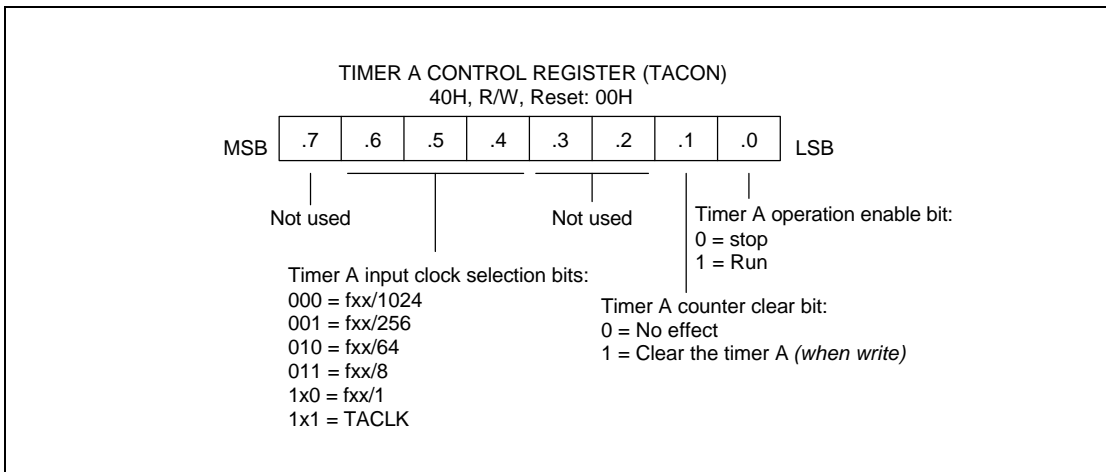 TIMER A CONTROL REGISTER (TACON)
40H, R/W, Reset: 00H
MSB .7 .6 .5 .4 .3 .2 .1 .0 LSB
Not used
Not used
Timer A operation enable bit:
0 = stop
1 = Run
Timer A input clock selection bits:
000 = fxx/1024
001 = fxx/256
010 = fxx/64
011 = fxx/8
1x0 = fxx/1
1x1 = TACLK
Timer A counter clear bit:
0 = No effect
1 = Clear the timer A (when write)